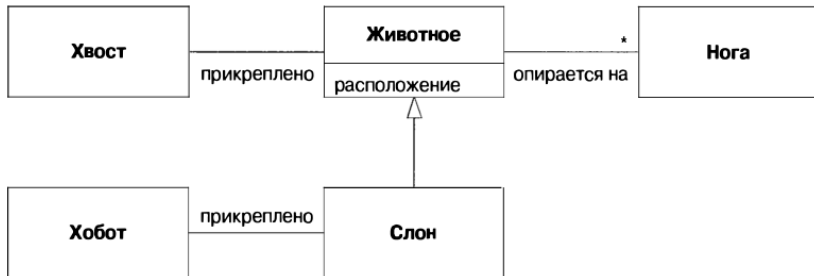 Хвост
прикреплено
Животное
расположение
*
опирается на
Нога
Хобот
прикреплено
Слон